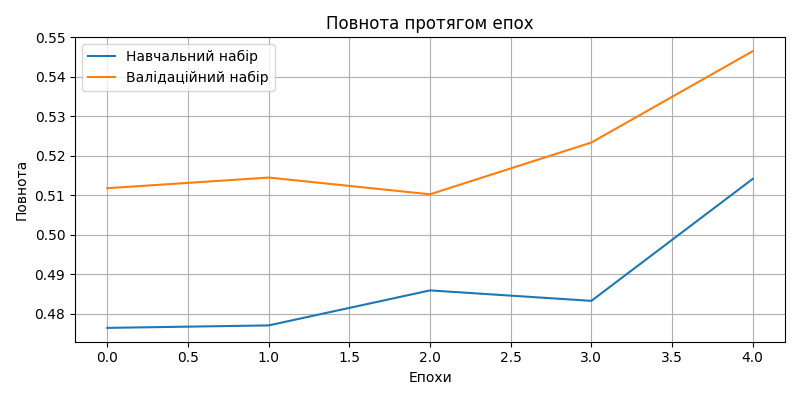 Повнота протягом епох
Навчальний набір
Валідаційний набір
Повнота
0.55
0.54
0.53
0.52
0.51
0.50
0.49
0.48
0.0 0.5 1.0 1.5 2.0 2.5 3.0 3.5 4.0
Епохи